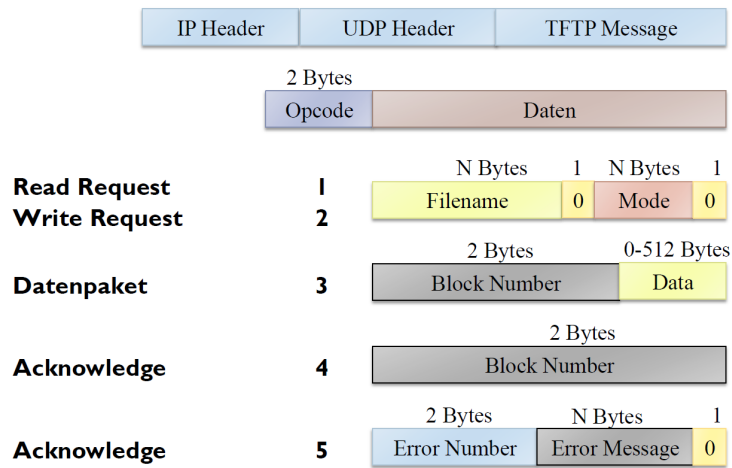 IP Header UDP Header TFTP Message
2 Bytes
Opcode Daten
N Bytes 1 N Bytes 1
Read Request 1 Filename 0 Mode 0
Write Request 2
2 Bytes 0-512 Bytes
Datenpaket 3 Block Number Data
2 Bytes
Acknowledge 4 Block Number
2 Bytes N Bytes 1
Acknowledge 5 Error Number Error Message 0